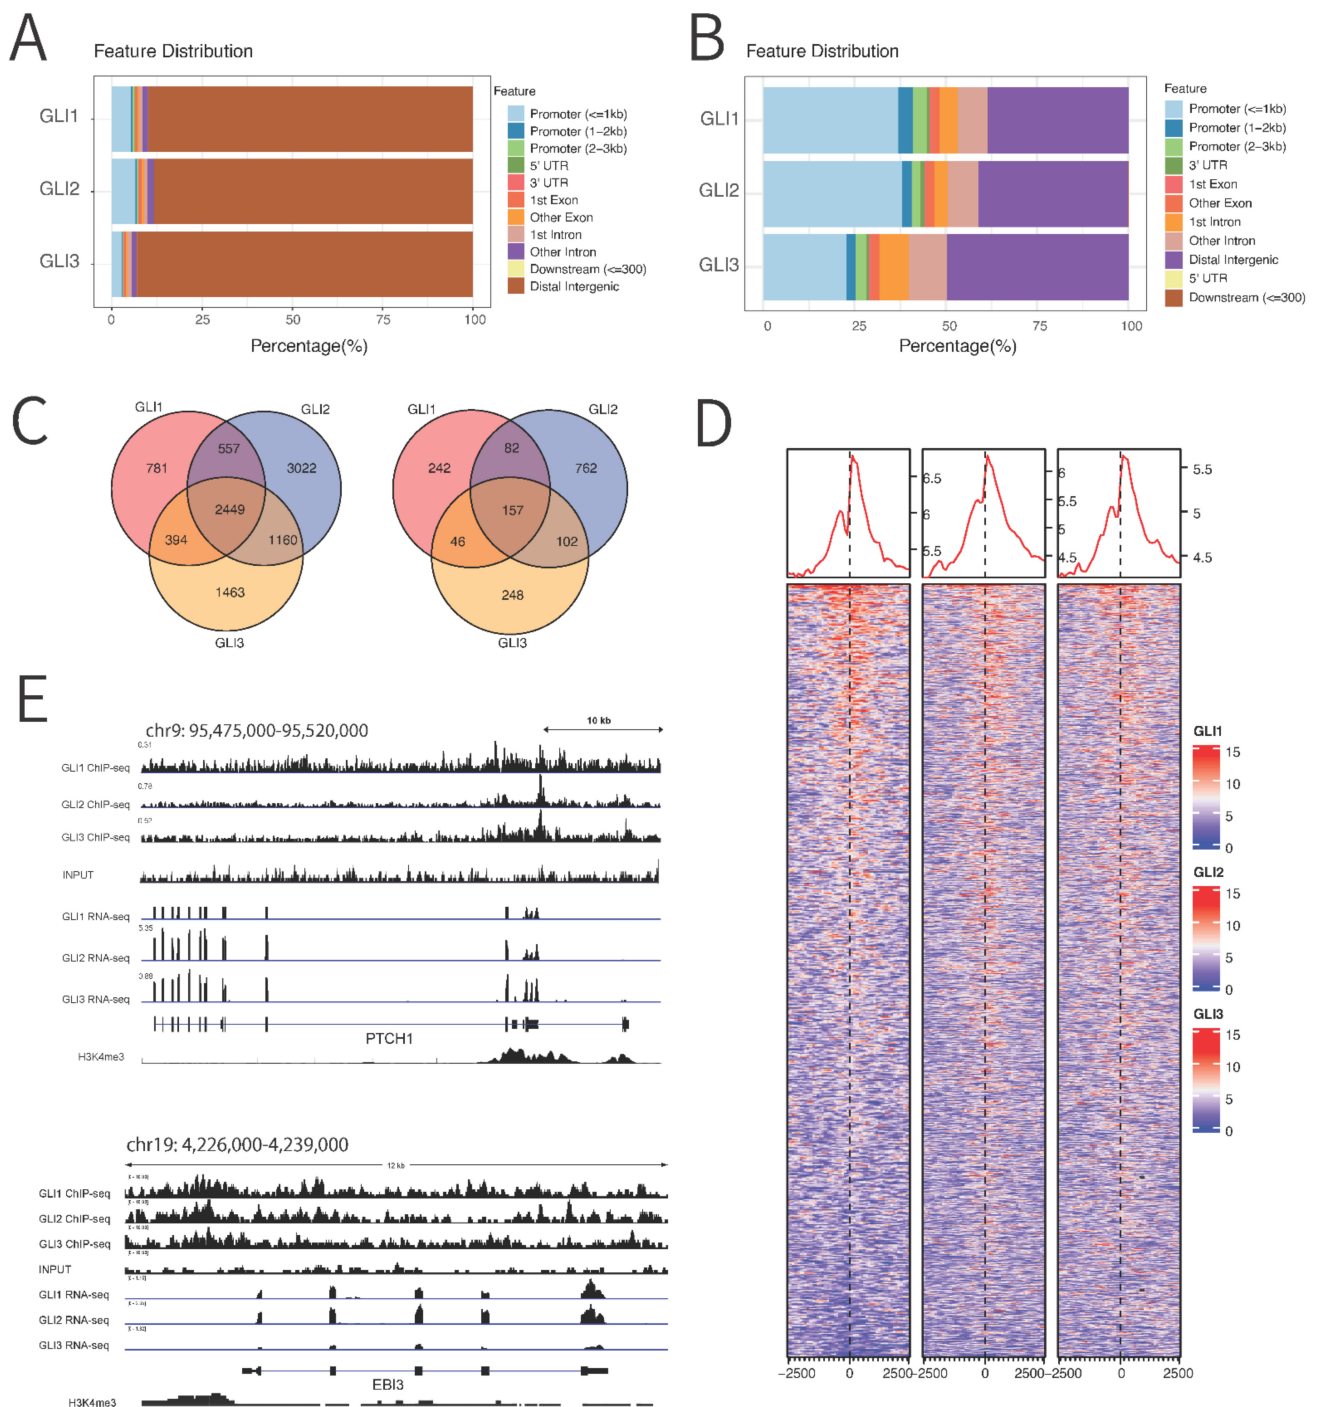 A
Feature Distribution
GLI1
GLI2
GLI3
0 25 50 75 100
Percentage(%)
Feature
Promoter (<=1kb)
Promoter (1-2kb)
Promoter (2-3kb)
5' UTR
3' UTR
1st Exon
Other Exon
1st Intron
Other Intron
Downstream (<=300)
Distal Intergenic
B
Feature Distribution
GLI1
GLI2
GLI3
0 25 50 75 100
Percentage(%)
Feature
Promoter (<=1kb)
Promoter (1-2kb)
Promoter (2-3kb)
3' UTR
1st Exon
Other Exon
1st Intron
Other Intron
Distal Intergenic
5' UTR
Downstream (<=300)
C
GLI1 GLI2
557
781 3022
2449
394 1160
1463
GLI3
GLI1 GLI2
82
242 762
157
46 102
248
GLI3
D
6.5
6
5.5
6
5.5
5
4.5
5.5
5
4.5
-2500 0 2500
-2500 0 2500
-2500 0 2500
GLI1
15
10
5
0
GLI2
15
10
5
0
GLI3
15
10
5
0
E
chr9: 95,475,000-95,520,000
10 kb
GLI1 ChIP-seq
GLI2 ChIP-seq
GLI3 ChIP-seq
INPUT
GLI1 RNA-seq
GLI2 RNA-seq
GLI3 RNA-seq
PTCH1
H3K4me3
chr19: 4,226,000-4,239,000
12 kb
GLI1 ChIP-seq
GLI2 ChIP-seq
GLI3 ChIP-seq
INPUT
GLI1 RNA-seq
GLI2 RNA-seq
GLI3 RNA-seq
EBI3
H3K4me3